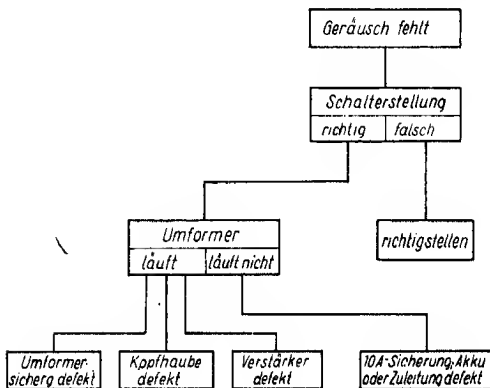 Geräusch fehlt
Schalterstellung
richtig falsch
Umformer
läuft läuft nicht
richtigstellen
Umformer-
sicherg defekt
Kopfhaube
defekt
Verstärker
defekt
10A-Sicherung, Akku
oder Zuleitung defekt